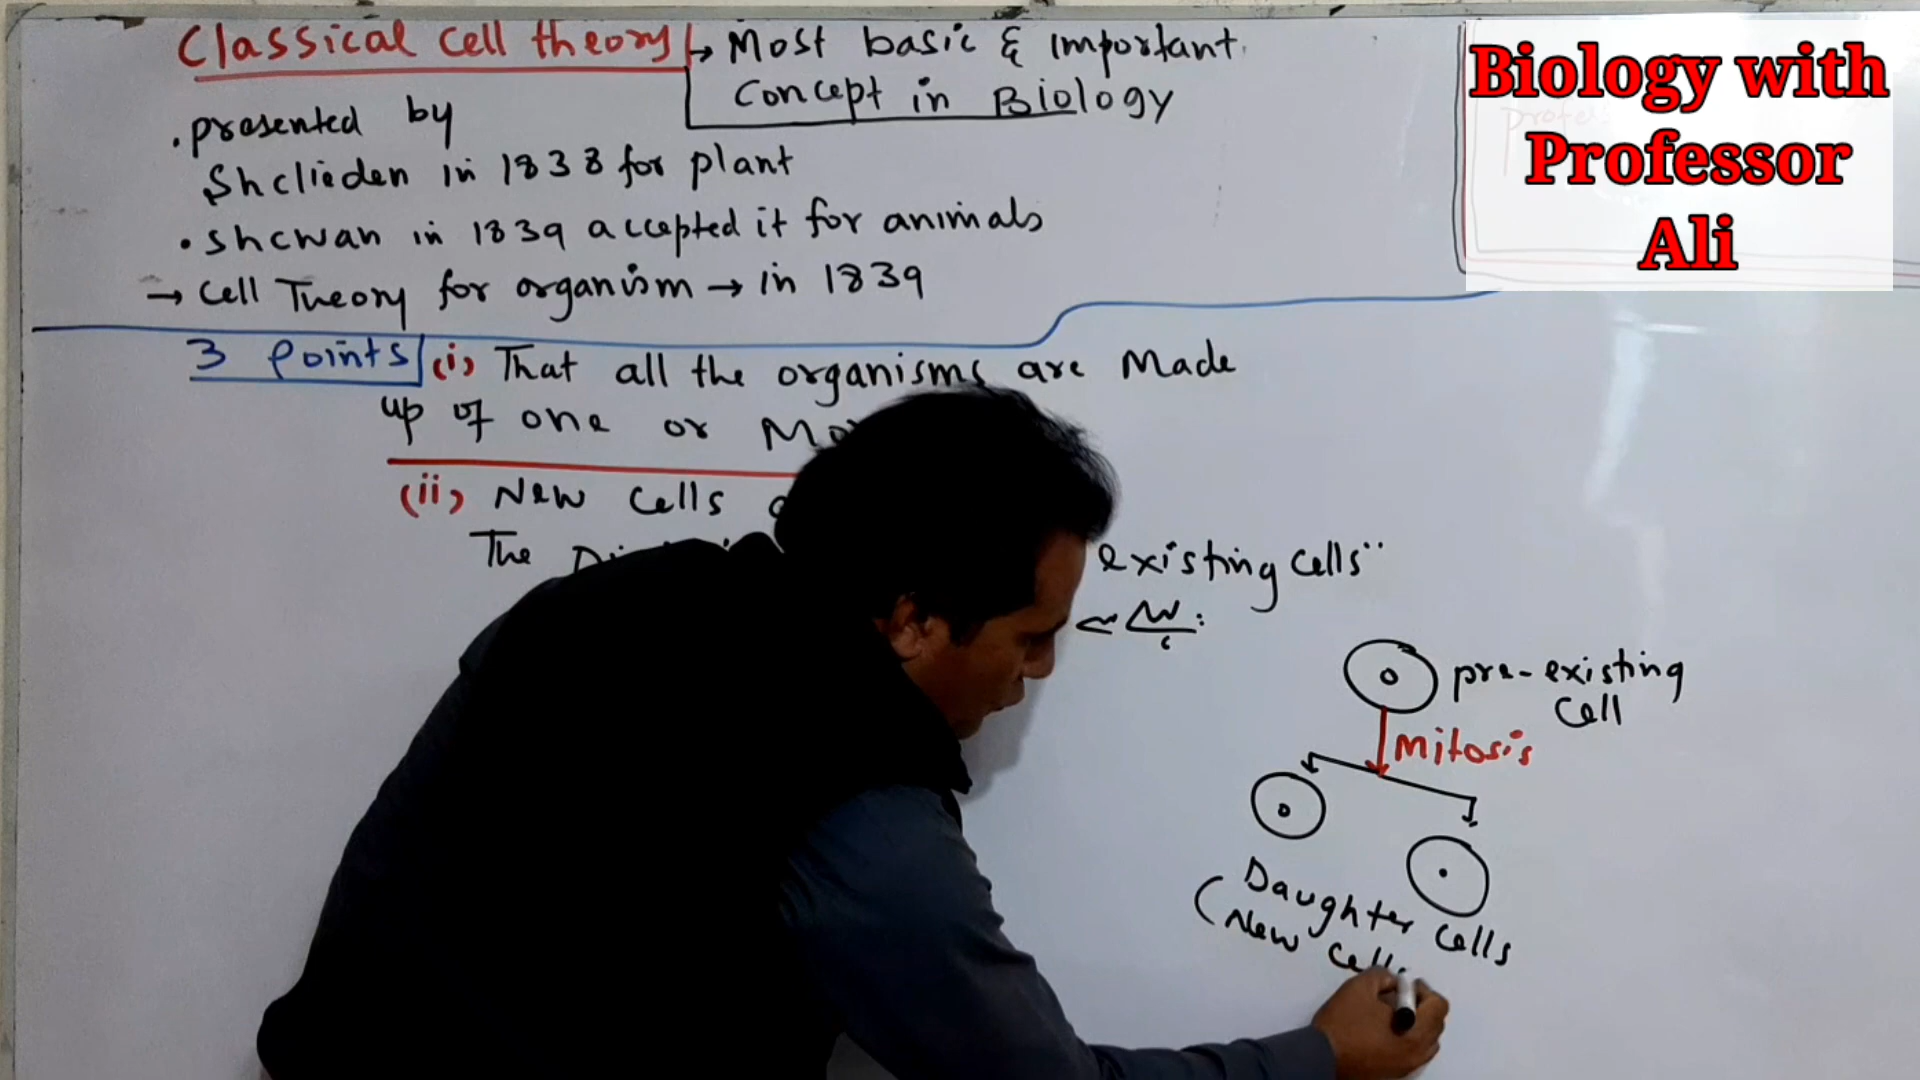 Classical cell theory → Most basic & important
concept in Biology
. presented by
Shclieden in 1838 for plant
• Shcwan in 1839 accepted it for animals
→ Cell Theory for organism → in 1839
3 points (i) That all the organisms are Made
up of one or
(ii) New Cells
The existing cells"
pre-existing
cell
Mitosis
Daughter cells
(New cells
Biology with
Professor
Ali